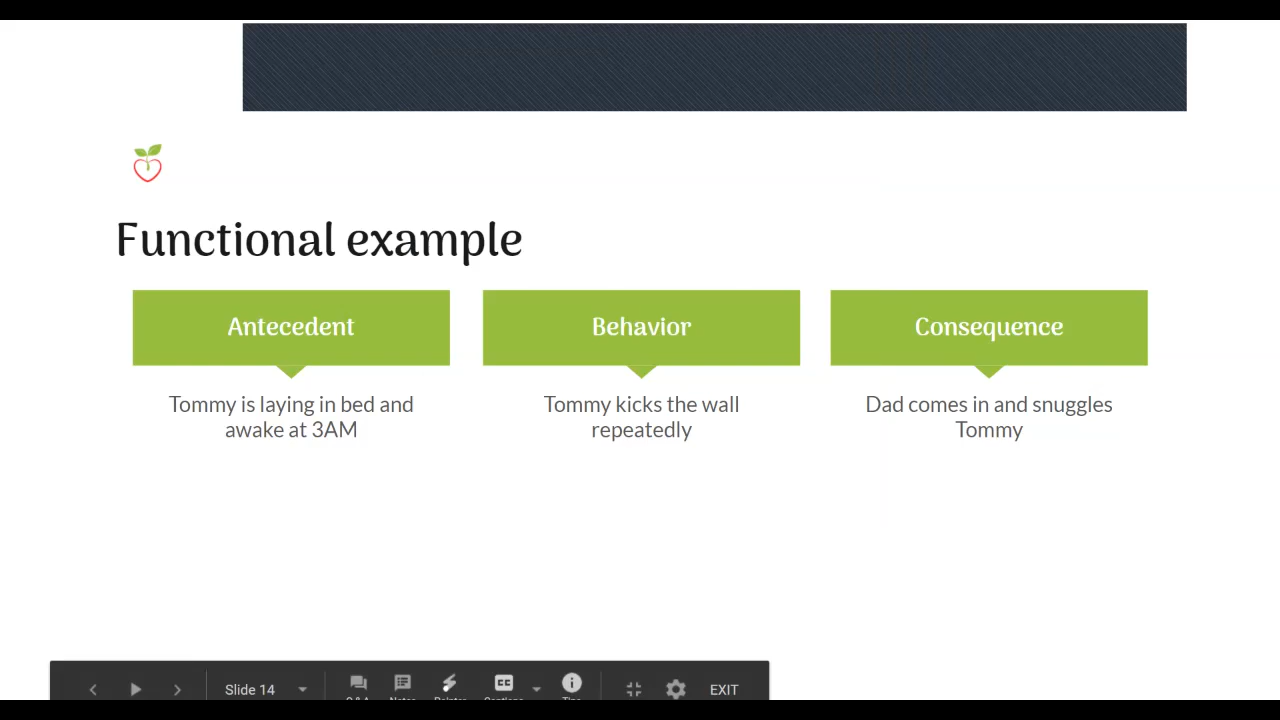 Functional example
Antecedent
Behavior
Consequence
Tommy is laying in bed and
awake at 3AM
Tommy kicks the wall
repeatedly
Dad comes in and snuggles
Tommy
Slide 14
EXIT